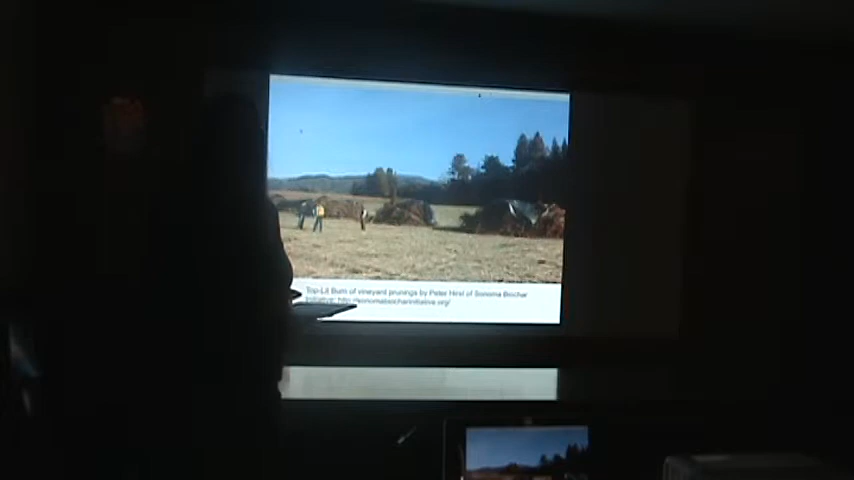 Top-Lit Burn of vineyard prunings by Peter Hirst of Sonoma Biochar
Initiative: http://sonomabiocharinitiative.org/